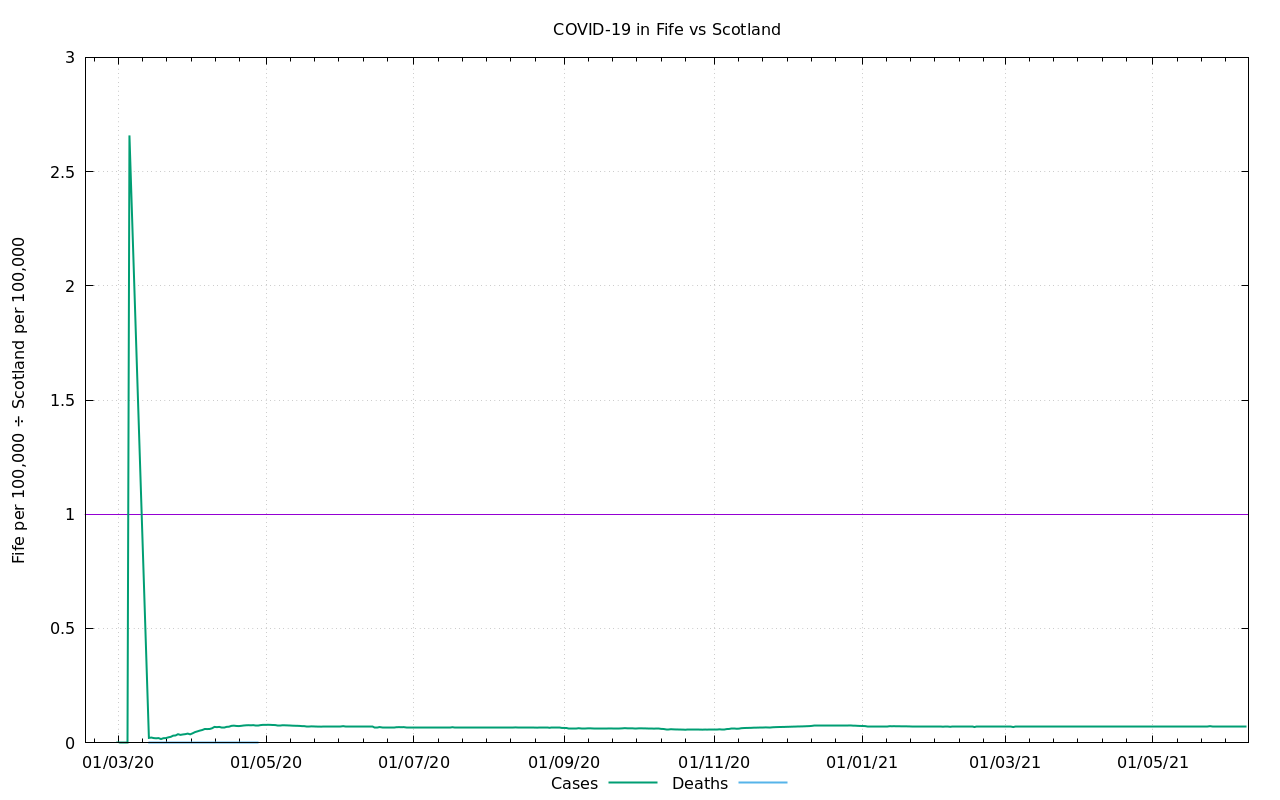 COVID-19 in Fife vs Scotland
3
2.5
2
1.5
1
0.5
0
Fife per 100,000 ÷ Scotland per 100,000
01/03/20 01/05/20 01/07/20 01/09/20 01/11/20 01/01/21 01/03/21 01/05/21
Cases Deaths